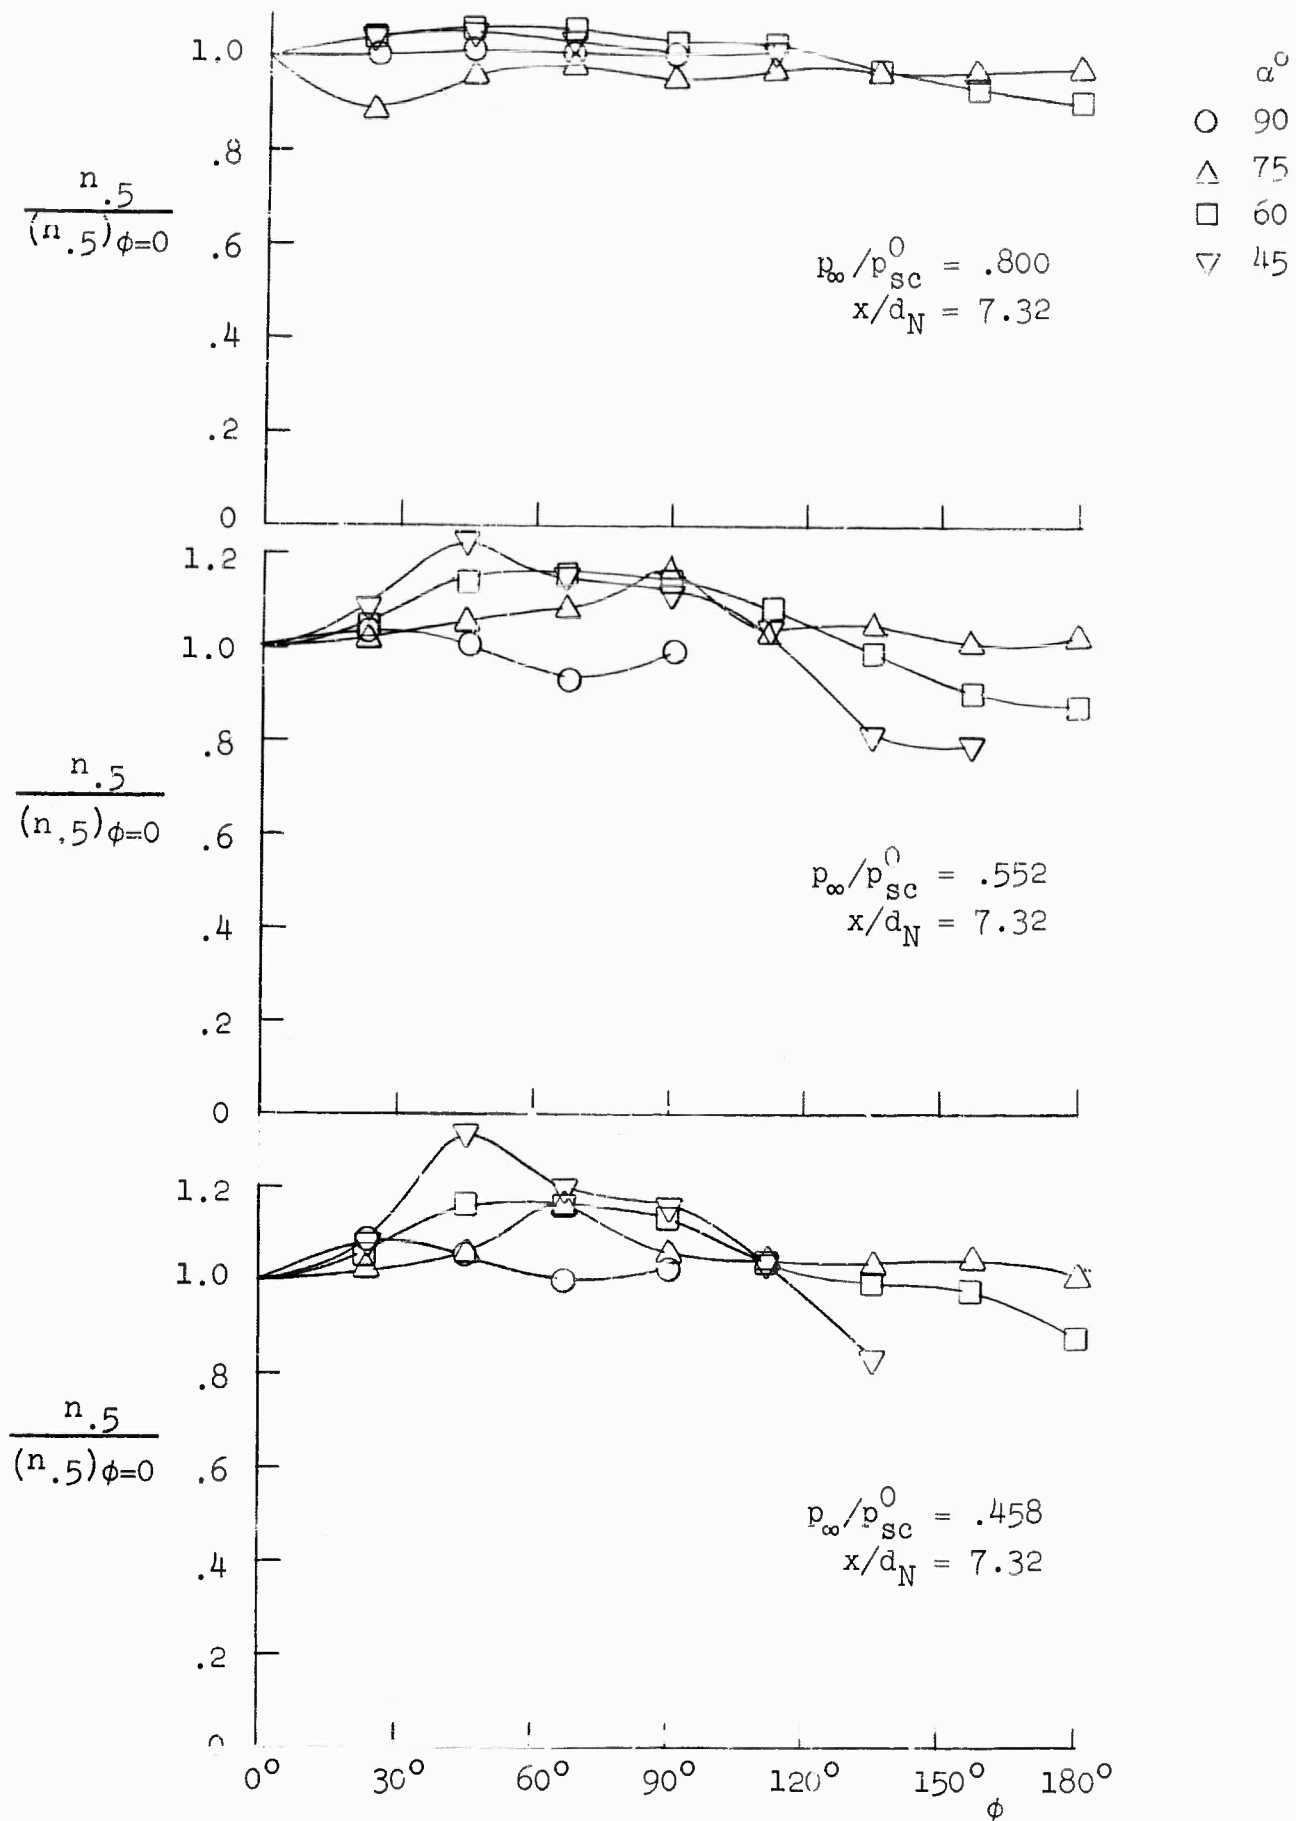 α°
○ 90
△ 75
□ 60
▽ 45
1.0
.8
.6
.4
.2
0
n.5
(n.5)φ=0
p∞/p⁰sc = .800
x/dN = 7.32
1.2
1.0
.8
.6
.4
.2
0
n.5
(n.5)φ=0
p∞/p⁰sc = .552
x/dN = 7.32
1.2
1.0
.8
.6
.4
.2
0
n.5
(n.5)φ=0
p∞/p⁰sc = .458
x/dN = 7.32
0° 30° 60° 90° 120° 150° 180°
φ